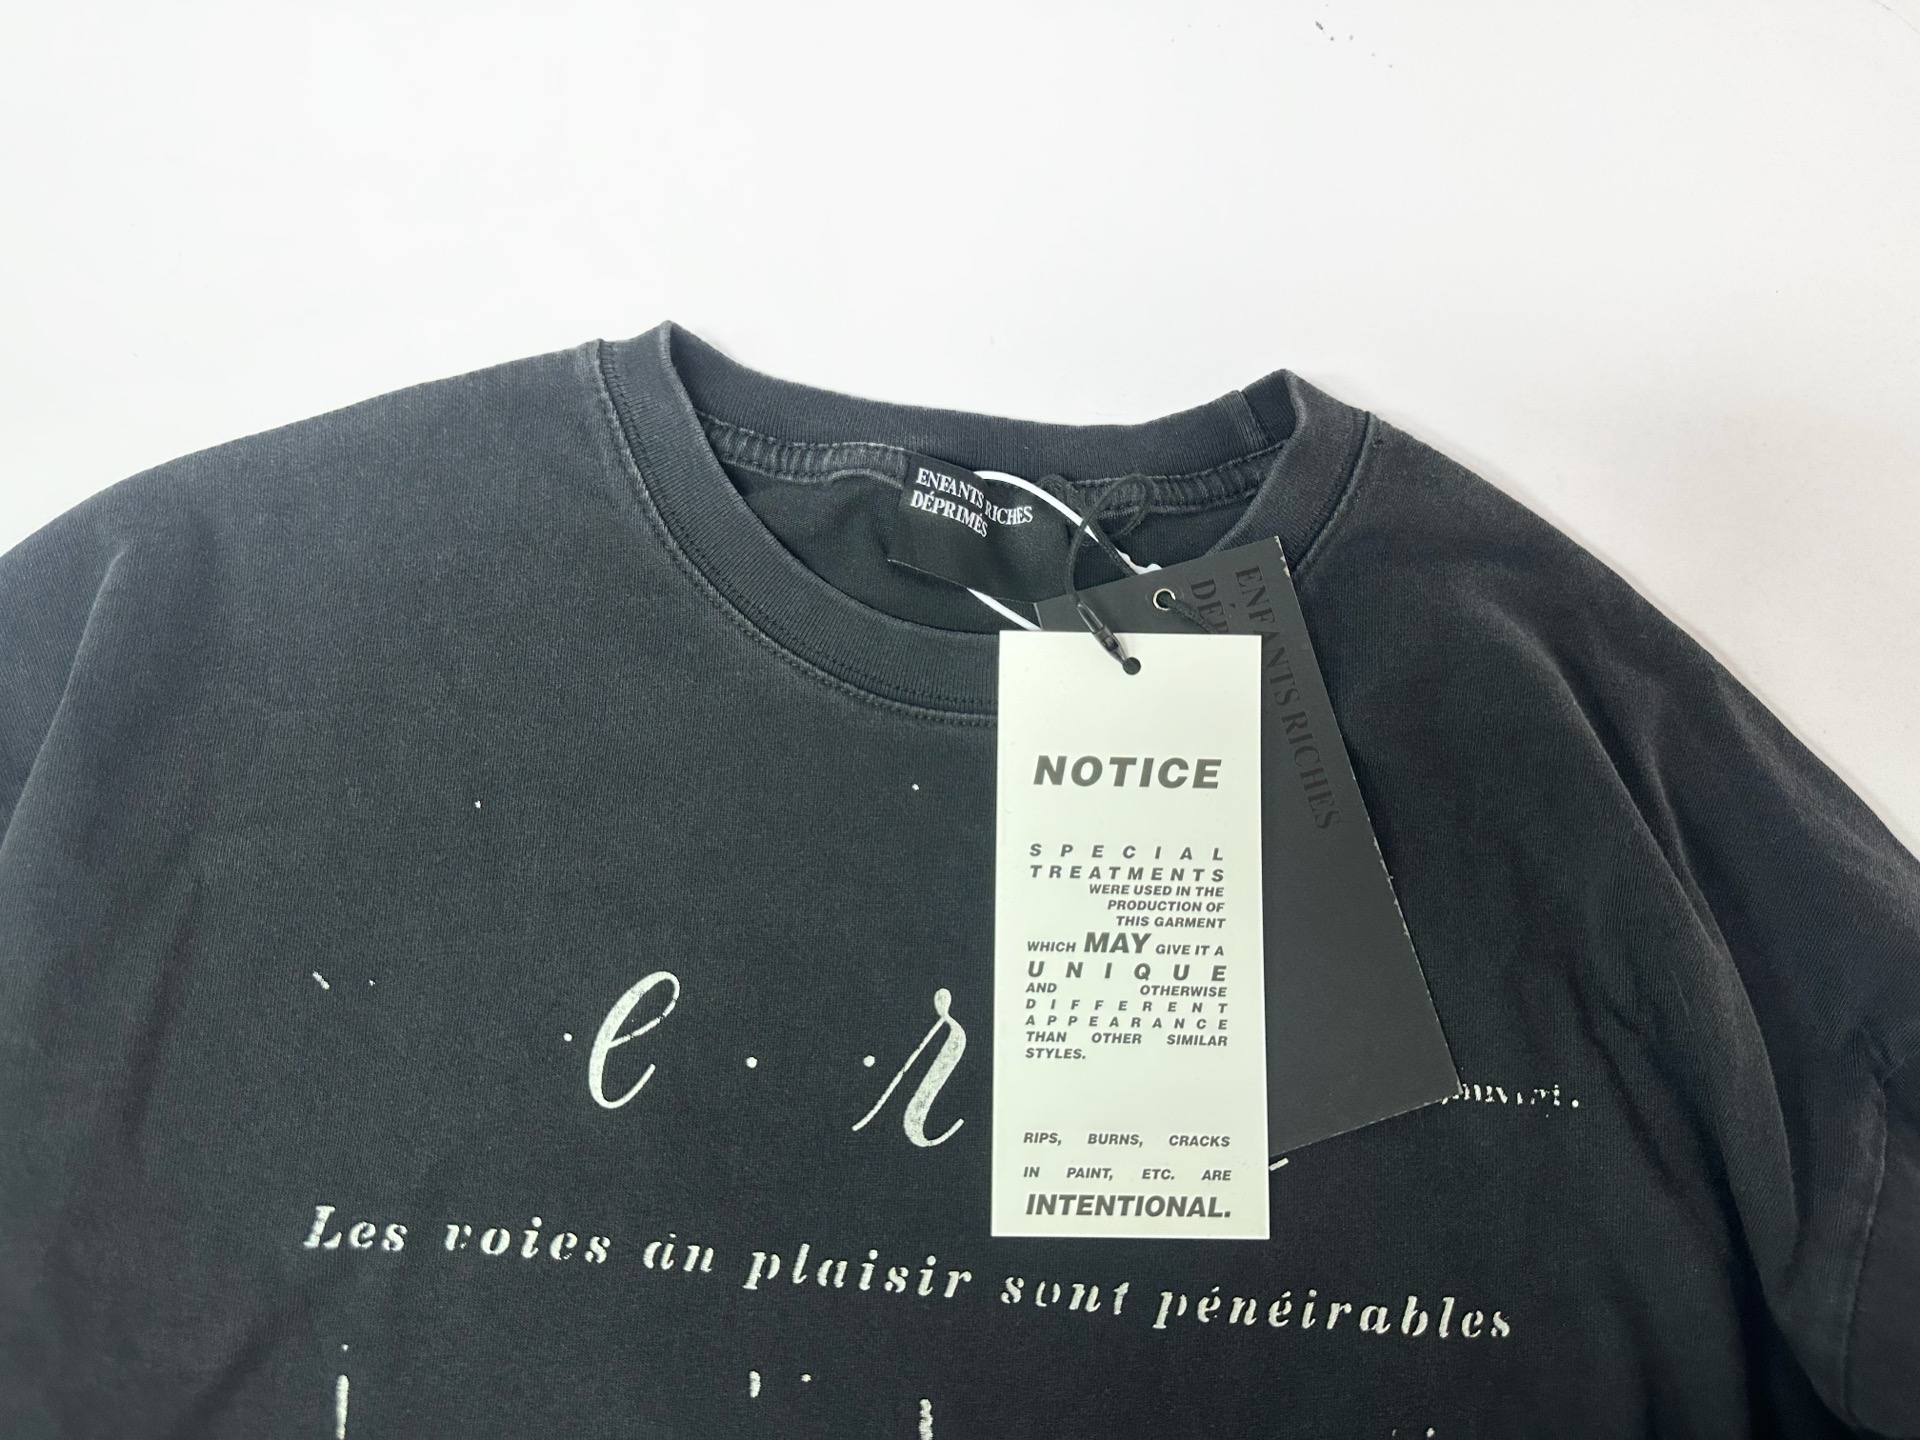 ENFANTS RICHES
DÉPRIMÉS
ENFANTS RICHES
NOTICE
SPECIAL
TREATMENTS
WERE USED IN THE
PRODUCTION OF
THIS GARMENT
WHICH MAY GIVE IT A
UNIQUE
AND OTHERWISE
DIFFERENT
APPEARANCE
THAN OTHER SIMILAR
STYLES.
RIPS, BURNS, CRACKS
IN PAINT, ETC. ARE
INTENTIONAL.
e r
Les voies an plaisir sont pénéirables